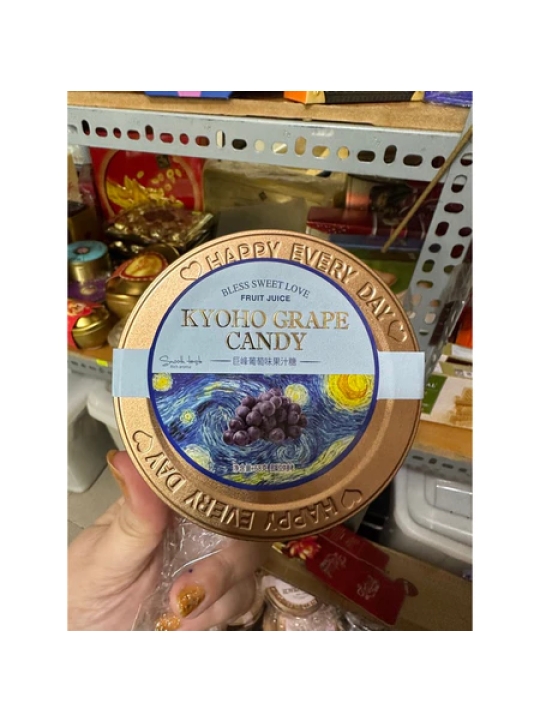 HAPPY EVERY DAY
BLESS SWEET LOVE
FRUIT JUICE
KYOHO GRAPE
CANDY
巨峰葡萄味果汁糖
HAPPY EVERY DAY